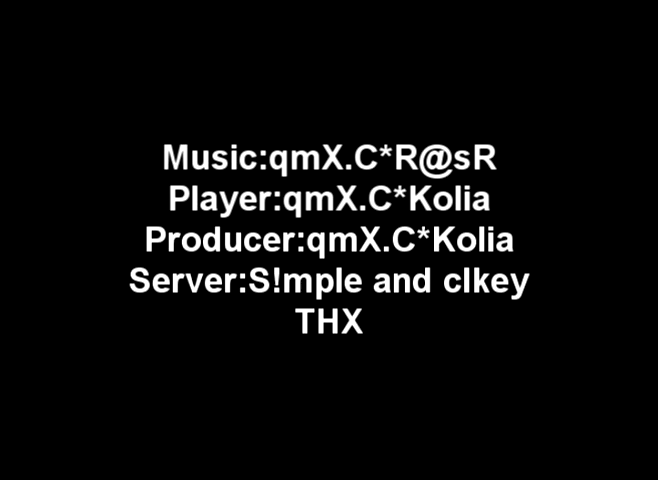 Music:qmX.C*R@sR
Player:qmX.C*Kolia
Producer:qmX.C*Kolia
Server:S!mple and clkey
THX